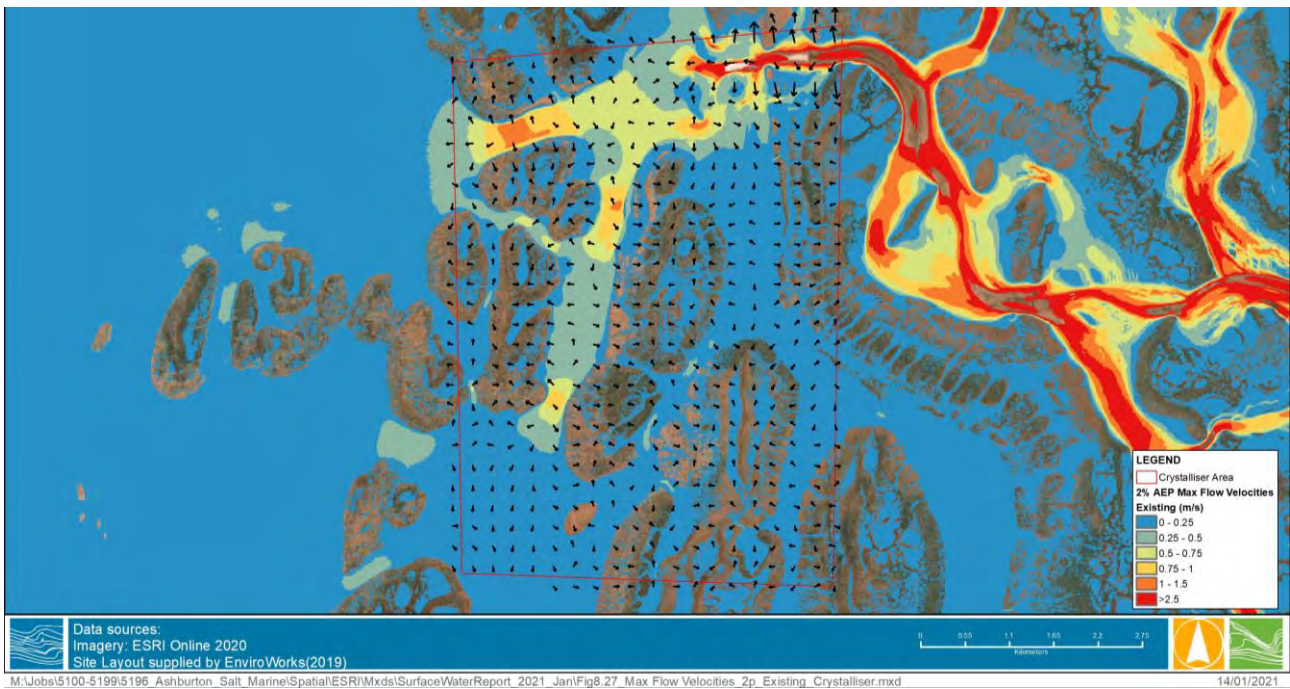 LEGEND
Crystalliser Area
2% AEP Max Flow Velocities
Existing (m/s)
0 - 0.25
0.25 - 0.5
0.5 - 0.75
0.75 - 1
1 - 1.5
>2.5
Data sources:
Imagery: ESRI Online 2020
Site Layout supplied by EnviroWorks(2019)
0 0.55 1.1 1.65 2.2 2.75
Kilometers
M:\Jobs\5100-5199\5196_Ashburton_Salt_Marine\Spatial\ESRI\Mxds\SurfaceWaterReport_2021_Jan\Fig8.27_Max Flow Velocities_2p_Existing_Crystalliser.mxd
14/01/2021